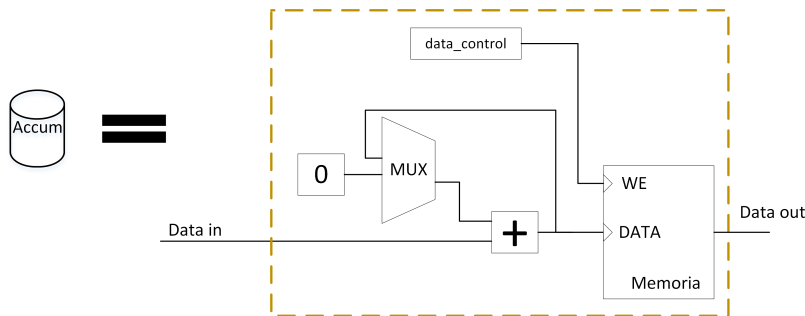 data_control
Accum
MUX
0
WE
Data in
+
DATA
Data out
Memoria